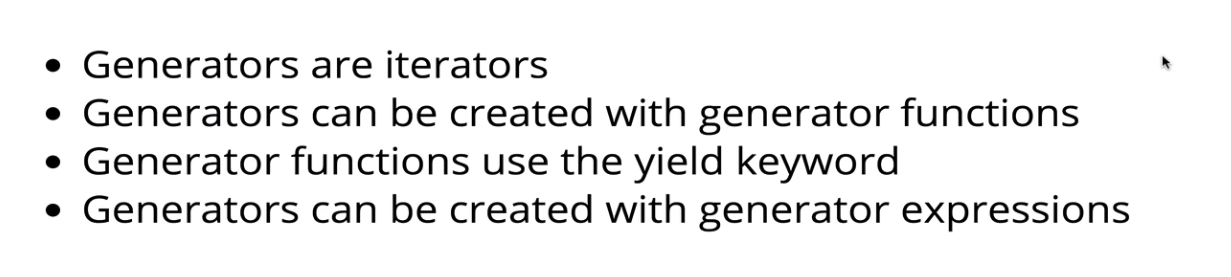 • Generators are iterators
• Generators can be created with generator functions
• Generator functions use the yield keyword
• Generators can be created with generator expressions